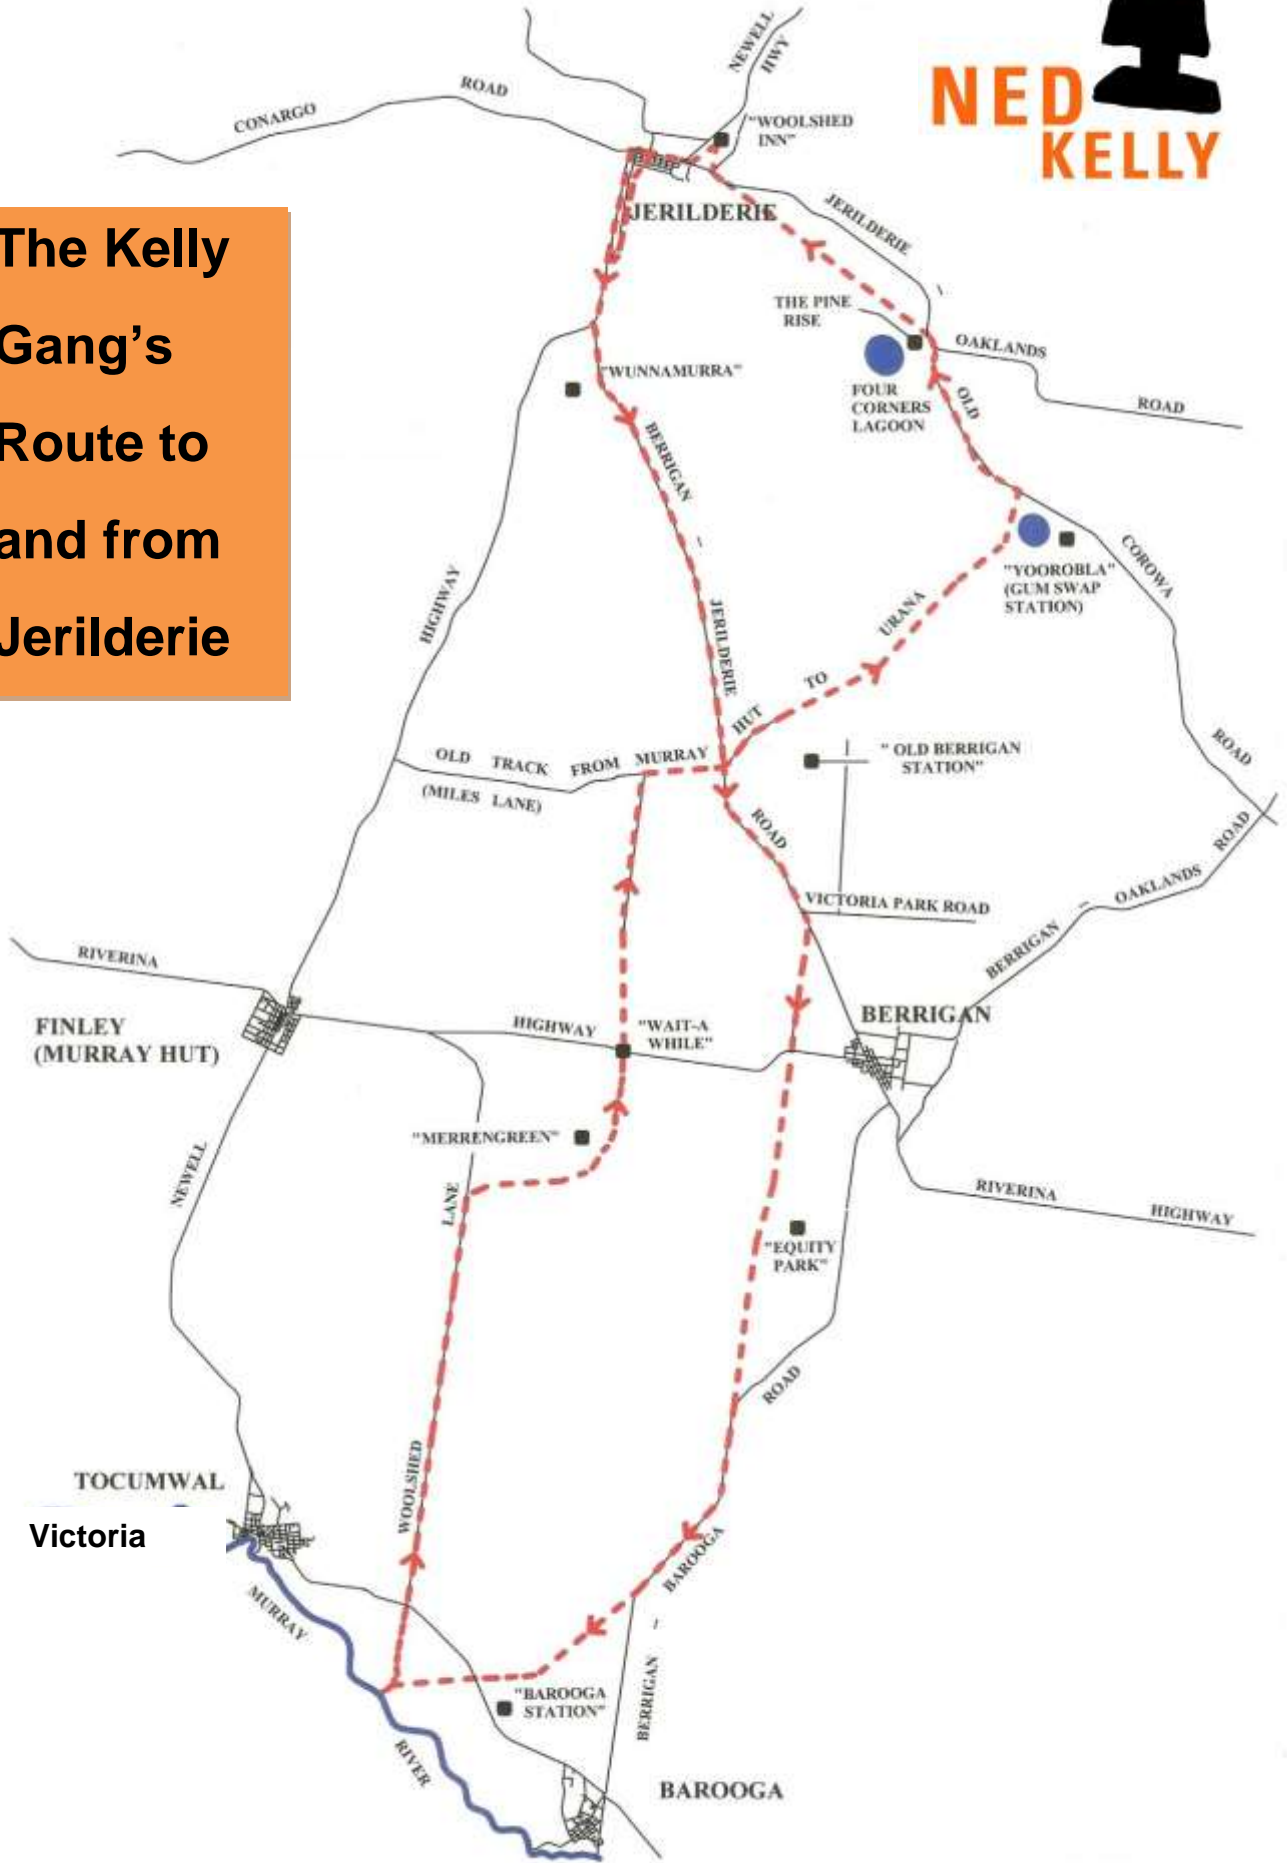 NED
KELLY
The Kelly
Gang’s
Route to
and from
Jerilderie
NEWELL
HWY
CONARGO
ROAD
"WOOLSHED
INN"
JERILDERIE
JERILDERIE
–
THE PINE
RISE
OAKLANDS
ROAD
FOUR
CORNERS
LAGOON
OLD
"WUNNAMURRA"
BERRIGAN
–
JERILDERIE
HIGHWAY
"YOOROBLA"
(GUM SWAP
STATION)
COROWA
ROAD
HUT
TO
URANA
OLD TRACK FROM MURRAY
(MILES LANE)
" OLD BERRIGAN
STATION"
ROAD
VICTORIA PARK ROAD
BERRIGAN
–
OAKLANDS
ROAD
RIVERINA
FINLEY
(MURRAY HUT)
HIGHWAY
"WAIT-A
WHILE"
BERRIGAN
"MERRENGREEN"
NEWELL
LANE
RIVERINA
HIGHWAY
"EQUITY
PARK"
ROAD
WOOLSHED
TOCUMWAL
Victoria
BAROOGA
–
BERRIGAN
MURRAY
RIVER
"BAROOGA
STATION"
BAROOGA